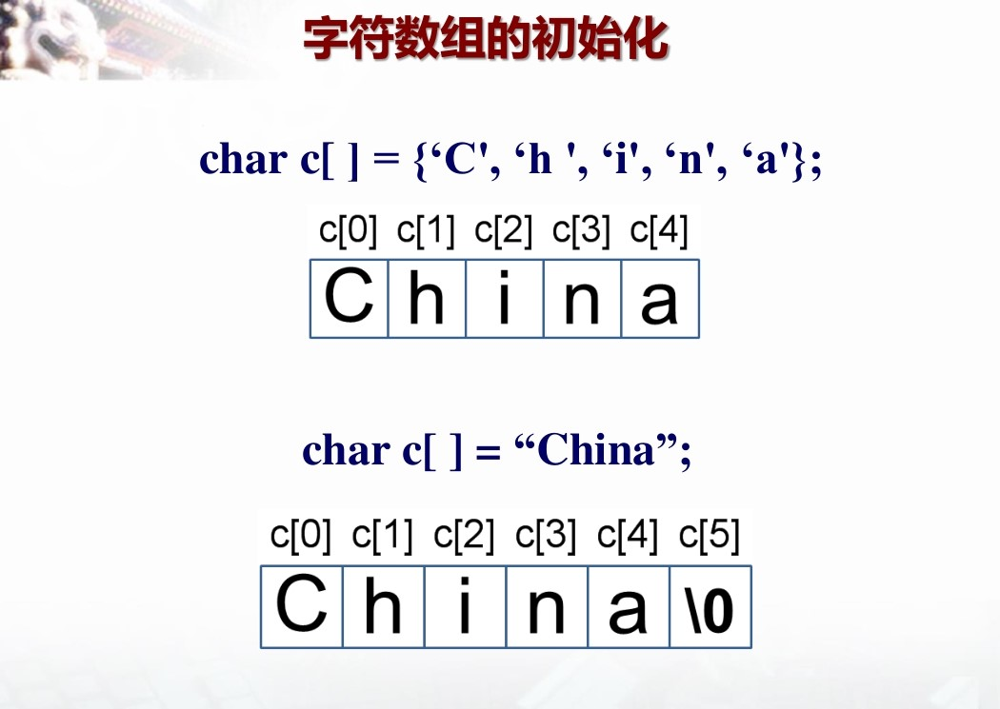 字符数组的初始化
char c[ ] = {‘C', ‘h ', ‘i', ‘n', ‘a'};
c[0] c[1] c[2] c[3] c[4]
C h i n a
char c[ ] = “China”;
c[0] c[1] c[2] c[3] c[4] c[5]
C h i n a \0